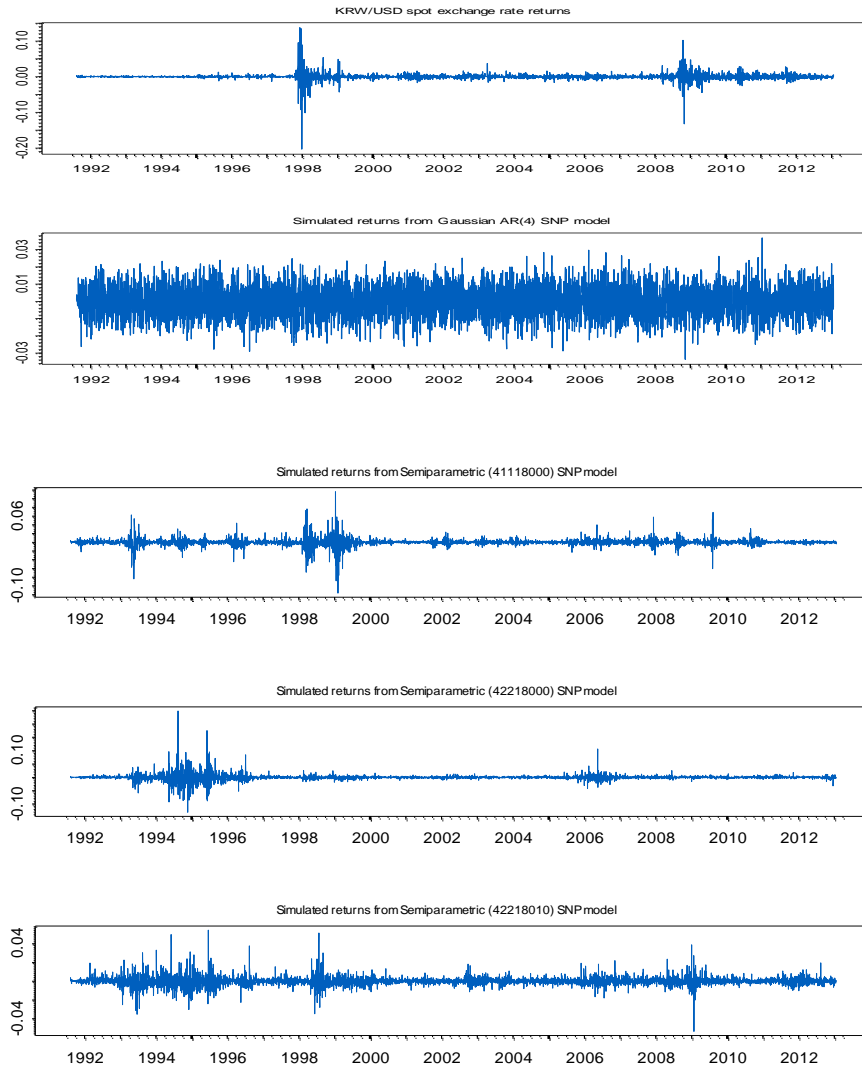 KRW/USD spot exchange rate returns
0.10
0.00
-0.10
-0.20
1992 1994 1996 1998 2000 2002 2004 2006 2008 2010 2012
Simulated returns from Gaussian AR(4) SNP model
0.03
0.01
-0.03
1992 1994 1996 1998 2000 2002 2004 2006 2008 2010 2012
Simulated returns from Semiparametric (41118000) SNP model
0.06
-0.10
1992 1994 1996 1998 2000 2002 2004 2006 2008 2010 2012
Simulated returns from Semiparametric (42218000) SNP model
0.10
-0.10
1992 1994 1996 1998 2000 2002 2004 2006 2008 2010 2012
Simulated returns from Semiparametric (42218010) SNP model
0.04
-0.04
1992 1994 1996 1998 2000 2002 2004 2006 2008 2010 2012